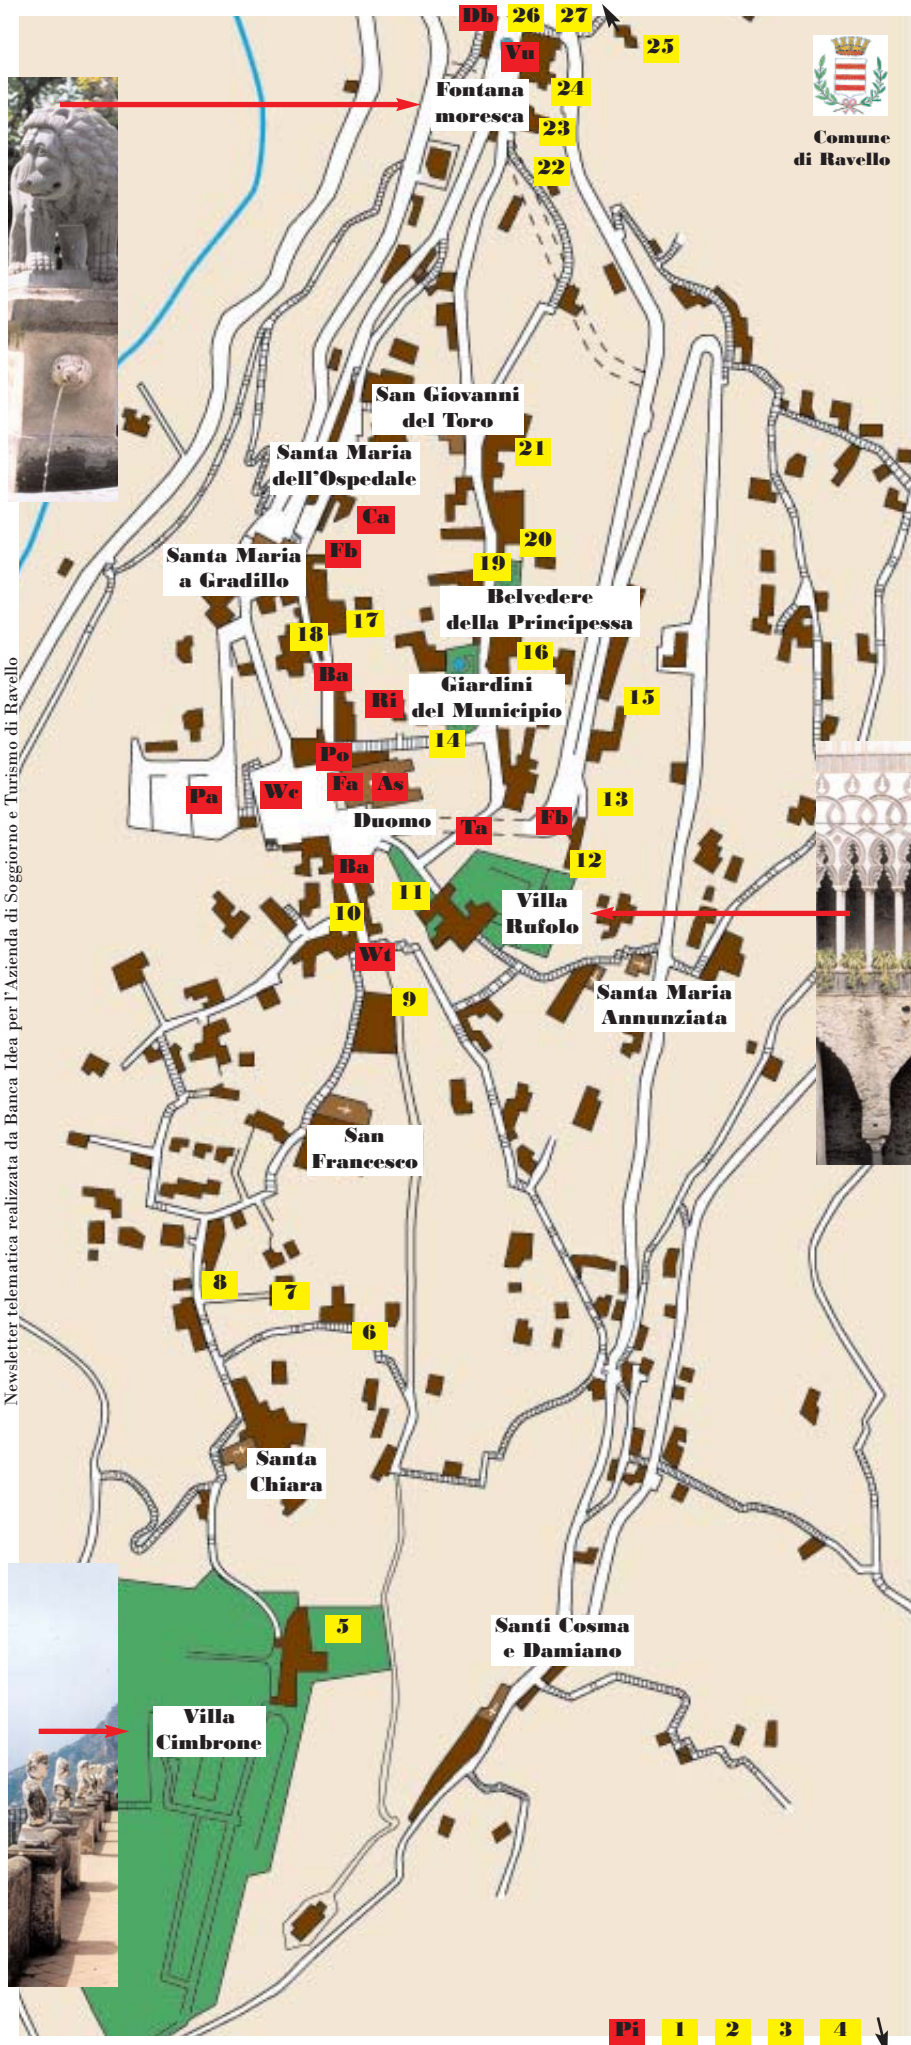 Db
26
27
25
Vu
24
Fontana
moresca
23
22
Comune
di Ravello
San Giovanni
del Toro
21
Santa Maria
dell'Ospedale
Ca
20
Fb
19
Santa Maria
a Gradillo
Belvedere
della Principessa
17
18
16
Ba
Giardini
del Municipio
Ri
15
14
Po
Fa
As
Wc
Pa
13
Duomo
Ta
Fb
12
Ba
11
Villa
Rufolo
10
Wt
9
Santa Maria
Annunziata
San
Francesco
8
7
6
Santa
Chiara
5
Santi Cosma
e Damiano
Villa
Cimbrone
Pi
1
2
3
4
Newsletter telematica realizzata da Banca Idea per l'Azienda di Soggiorno e Turismo di Ravello